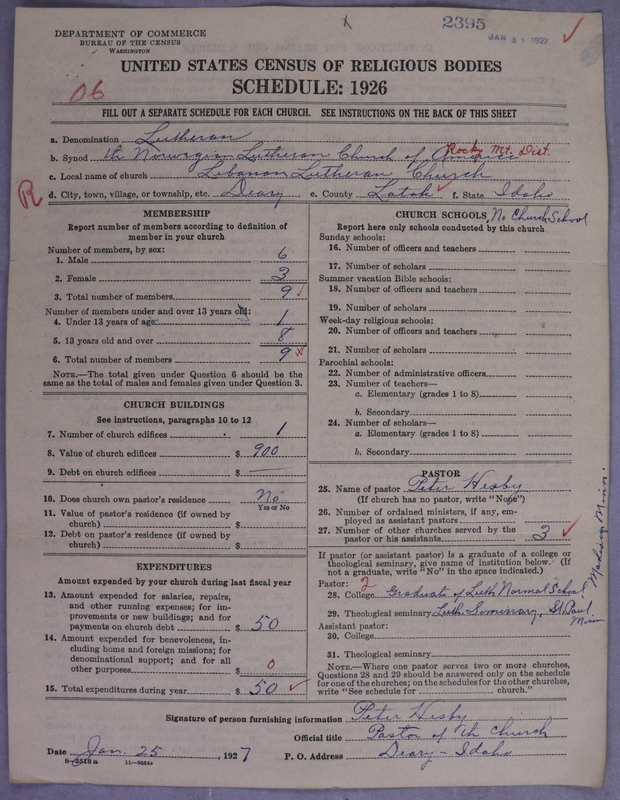 DEPARTMENT OF COMMERCE
BUREAU OF THE CENSUS
WASHINGTON
2395
JAN 31 1927
06
UNITED STATES CENSUS OF RELIGIOUS BODIES
SCHEDULE: 1926
FILL OUT A SEPARATE SCHEDULE FOR EACH CHURCH. SEE INSTRUCTIONS ON THE BACK OF THIS SHEET
a. Denomination Lutheran
b. Synod th Norwegian Lutheran Church of America Rocky Mt. Dist.
c. Local name of church Lebanon Lutheran Church
R d. City, town, village, or township, etc. Deary e. County Latah f. State Idaho
MEMBERSHIP
Report number of members according to definition of
member in your church
Number of members, by sex:
1. Male 6
2. Female 3
3. Total number of members 9
Number of members under and over 13 years old:
4. Under 13 years of age 1
5. 13 years old and over 8
6. Total number of members 9
NOTE.—The total given under Question 6 should be the
same as the total of males and females given under Question 3.
CHURCH BUILDINGS
See instructions, paragraphs 10 to 12
7. Number of church edifices 1
8. Value of church edifices $ 900
9. Debt on church edifices $ —
10. Does church own pastor's residence No
Yes or No
11. Value of pastor's residence (if owned by
church) $
12. Debt on pastor's residence (if owned by
church) $
EXPENDITURES
Amount expended by your church during last fiscal year
13. Amount expended for salaries, repairs,
and other running expenses; for im-
provements or new buildings; and for
payments on church debt $ 50
14. Amount expended for benevolences, in-
cluding home and foreign missions; for
denominational support; and for all
other purposes $ 0
15. Total expenditures during year $ 50
CHURCH SCHOOLS No Church School
Report here only schools conducted by this church
Sunday schools:
16. Number of officers and teachers
17. Number of scholars
Summer vacation Bible schools:
18. Number of officers and teachers
19. Number of scholars
Week-day religious schools:
20. Number of officers and teachers
21. Number of scholars
Parochial schools:
22. Number of administrative officers
23. Number of teachers—
a. Elementary (grades 1 to 8)
b. Secondary
24. Number of scholars—
a. Elementary (grades 1 to 8)
b. Secondary
PASTOR
25. Name of pastor Peter Hesby
(If church has no pastor, write "None")
26. Number of ordained ministers, if any, em-
ployed as assistant pastors
27. Number of other churches served by the
pastor or his assistants 3
If pastor (or assistant pastor) is a graduate of a college or
theological seminary, give name of institution below. (If
not a graduate, write "No" in the space indicated.)
Pastor: 2
28. College Graduate of Luth Normal School Madison Minn.
29. Theological seminary Luth Seminary, St. Paul Minn
Assistant pastor:
30. College
31. Theological seminary
NOTE.—Where one pastor serves two or more churches,
Questions 28 and 29 should be answered only on the schedule
for one of the churches; on the schedules for the other churches,
write "See schedule for church."
Signature of person furnishing information Peter Hesby
Official title Pastor of th Church
Date Jan. 25, 1927 P. O. Address Deary - Idaho
8-5518 a 11-9054